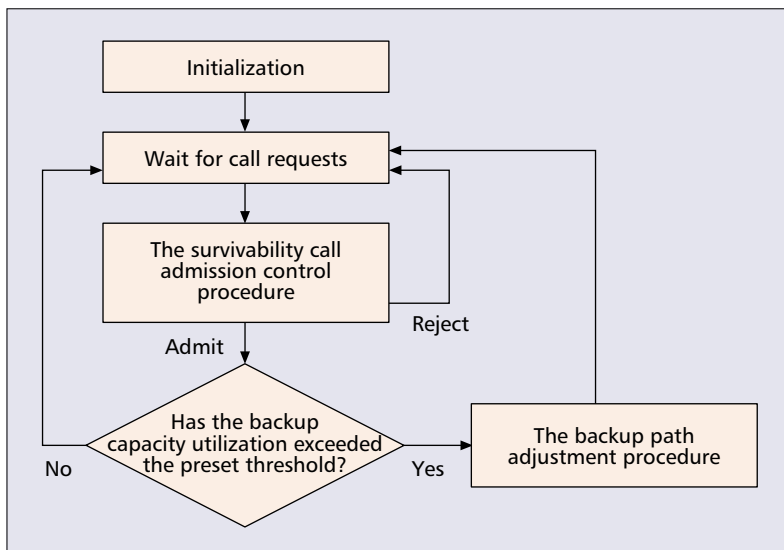 Initialization
Wait for call requests
The survivability call
admission control
procedure
Reject
Admit
Has the backup
capacity utilization exceeded
the preset threshold?
No
Yes
The backup path
adjustment procedure